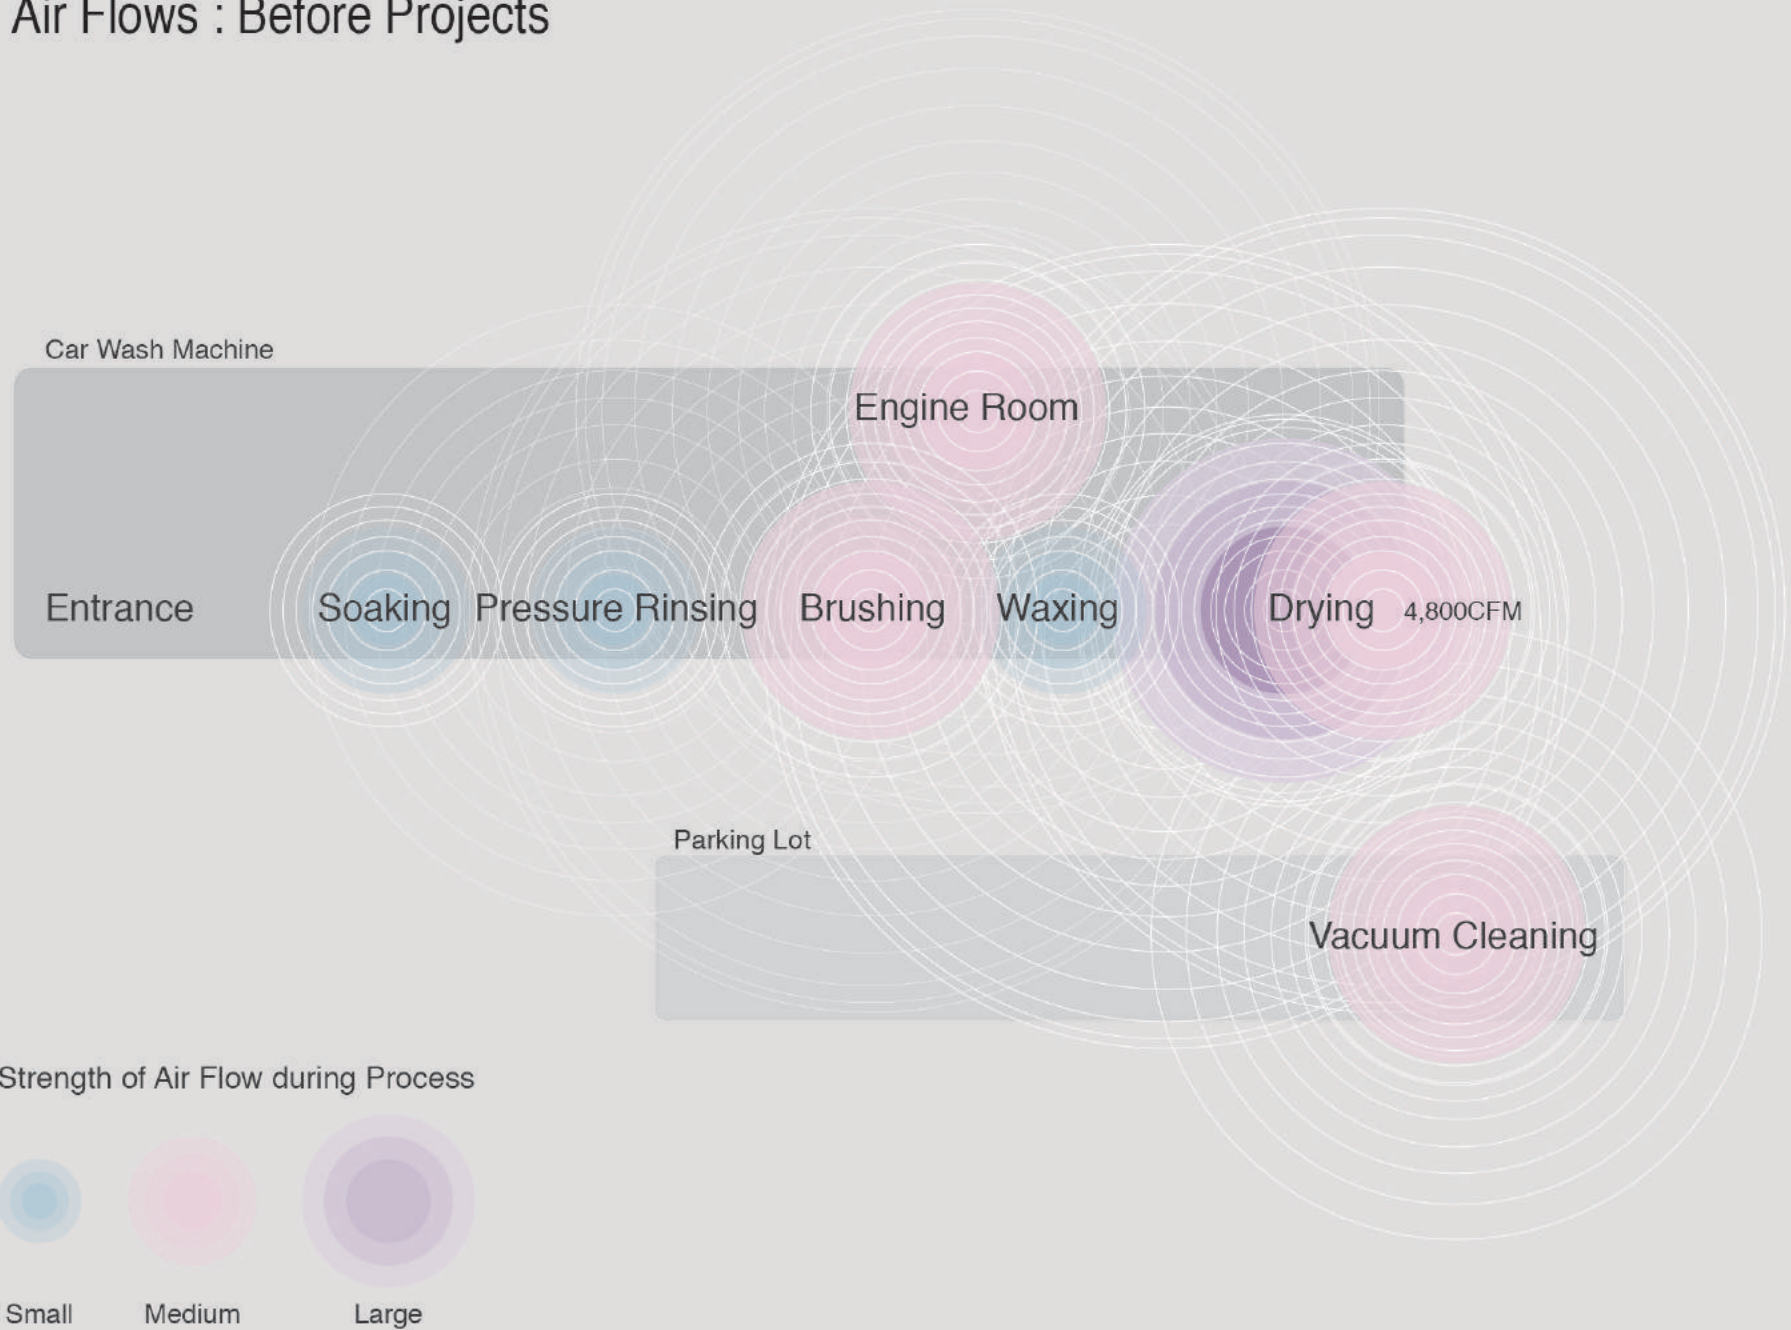 Air Flows : Before Projects
Car Wash Machine
Engine Room
Entrance
Soaking
Pressure Rinsing
Brushing
Waxing
Drying
4,800CFM
Parking Lot
Vacuum Cleaning
Strength of Air Flow during Process
Small
Medium
Large